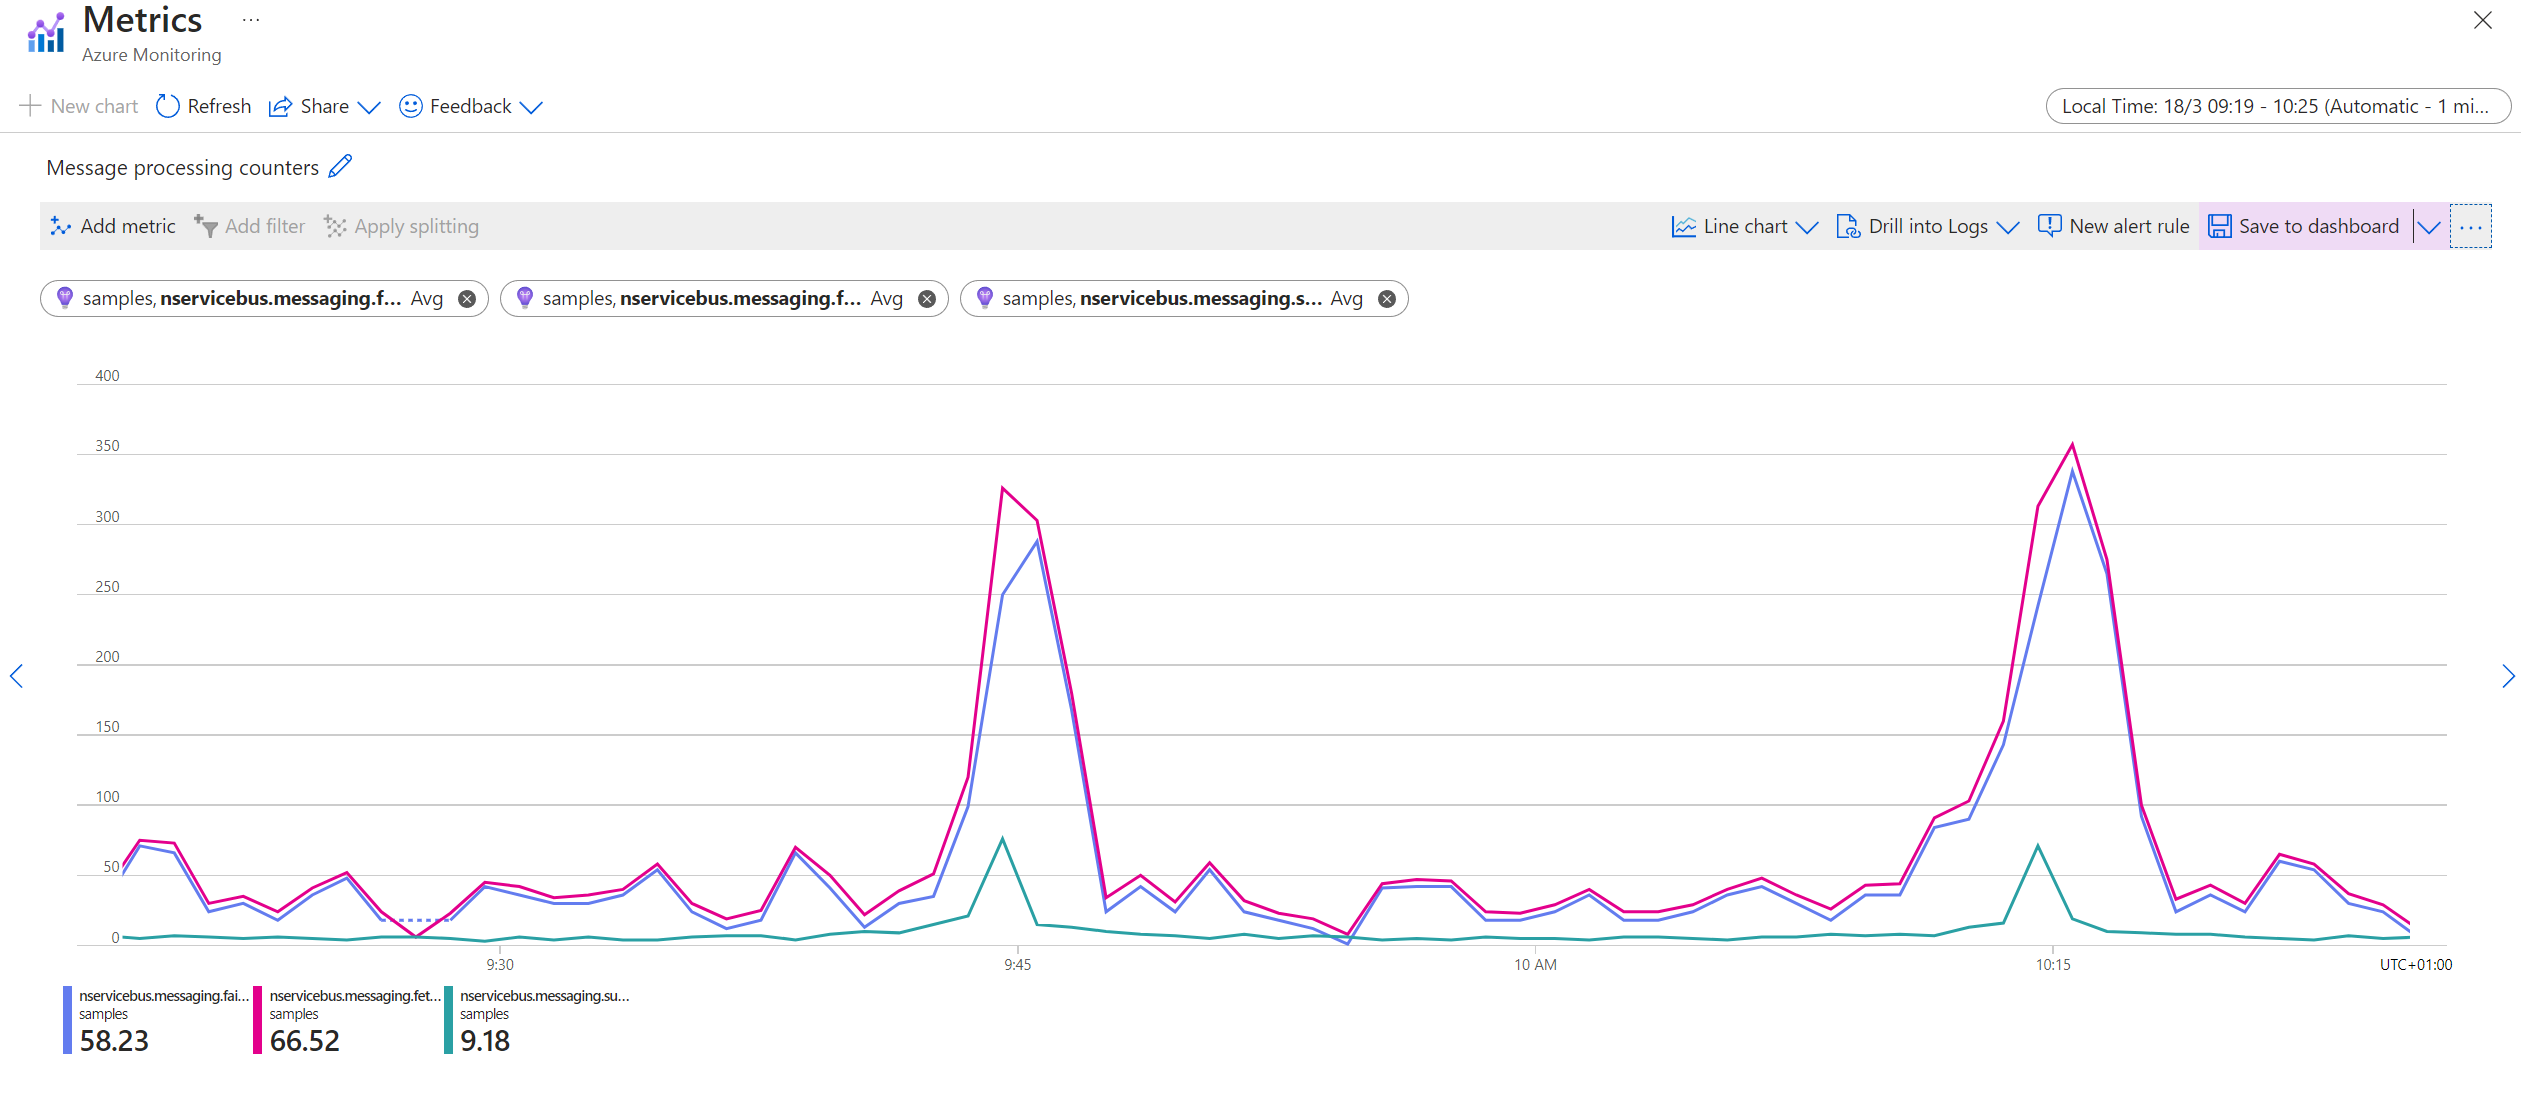 Metrics ...
Azure Monitoring
New chart Refresh Share Feedback
Local Time: 18/3 09:19 - 10:25 (Automatic - 1 mi...
Message processing counters
Add metric Add filter Apply splitting Line chart Drill into Logs New alert rule Save to dashboard ...
samples, nservicebus.messaging.f... Avg samples, nservicebus.messaging.f... Avg samples, nservicebus.messaging.s... Avg
400
350
300
250
200
150
100
50
0
9:30 9:45 10 AM 10:15 UTC+01:00
nservicebus.messaging.fai... nservicebus.messaging.fet... nservicebus.messaging.su...
samples samples samples
58.23 66.52 9.18